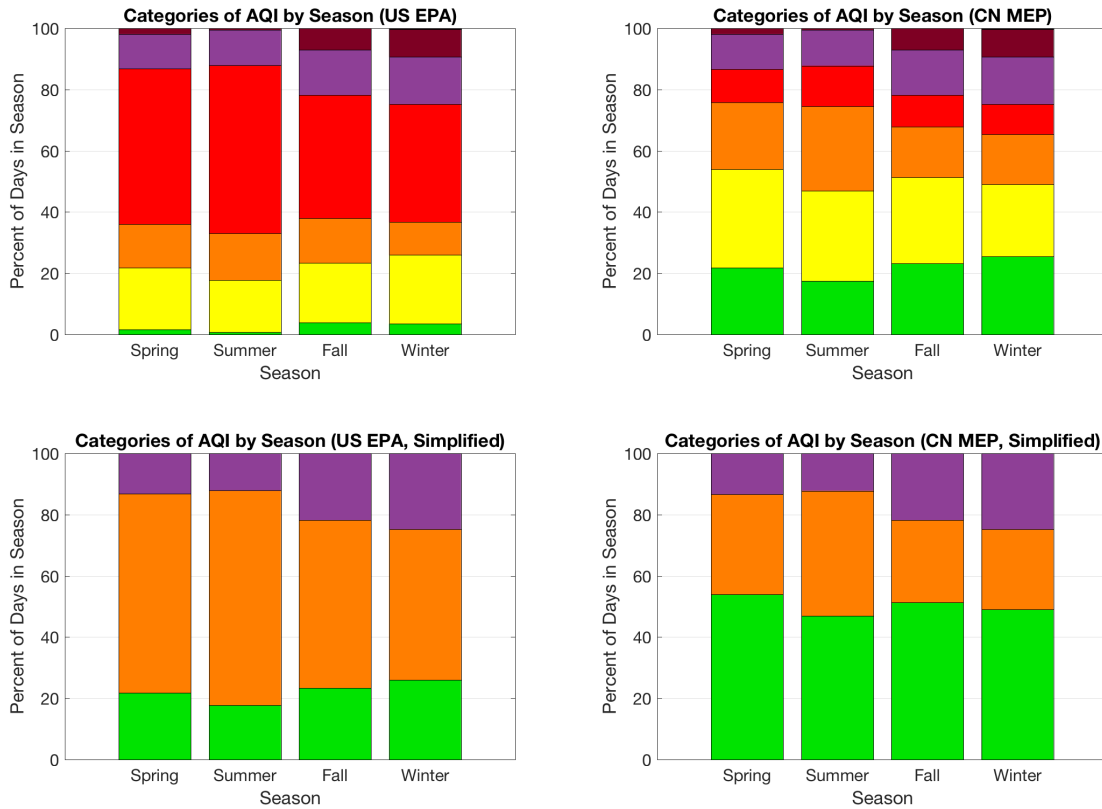 Categories of AQI by Season (US EPA)
100
80
60
40
20
0
Percent of Days in Season
Spring Summer Fall Winter
Season
Categories of AQI by Season (CN MEP)
100
80
60
40
20
0
Percent of Days in Season
Spring Summer Fall Winter
Season
Categories of AQI by Season (US EPA, Simplified)
100
80
60
40
20
0
Percent of Days in Season
Spring Summer Fall Winter
Season
Categories of AQI by Season (CN MEP, Simplified)
100
80
60
40
20
0
Percent of Days in Season
Spring Summer Fall Winter
Season